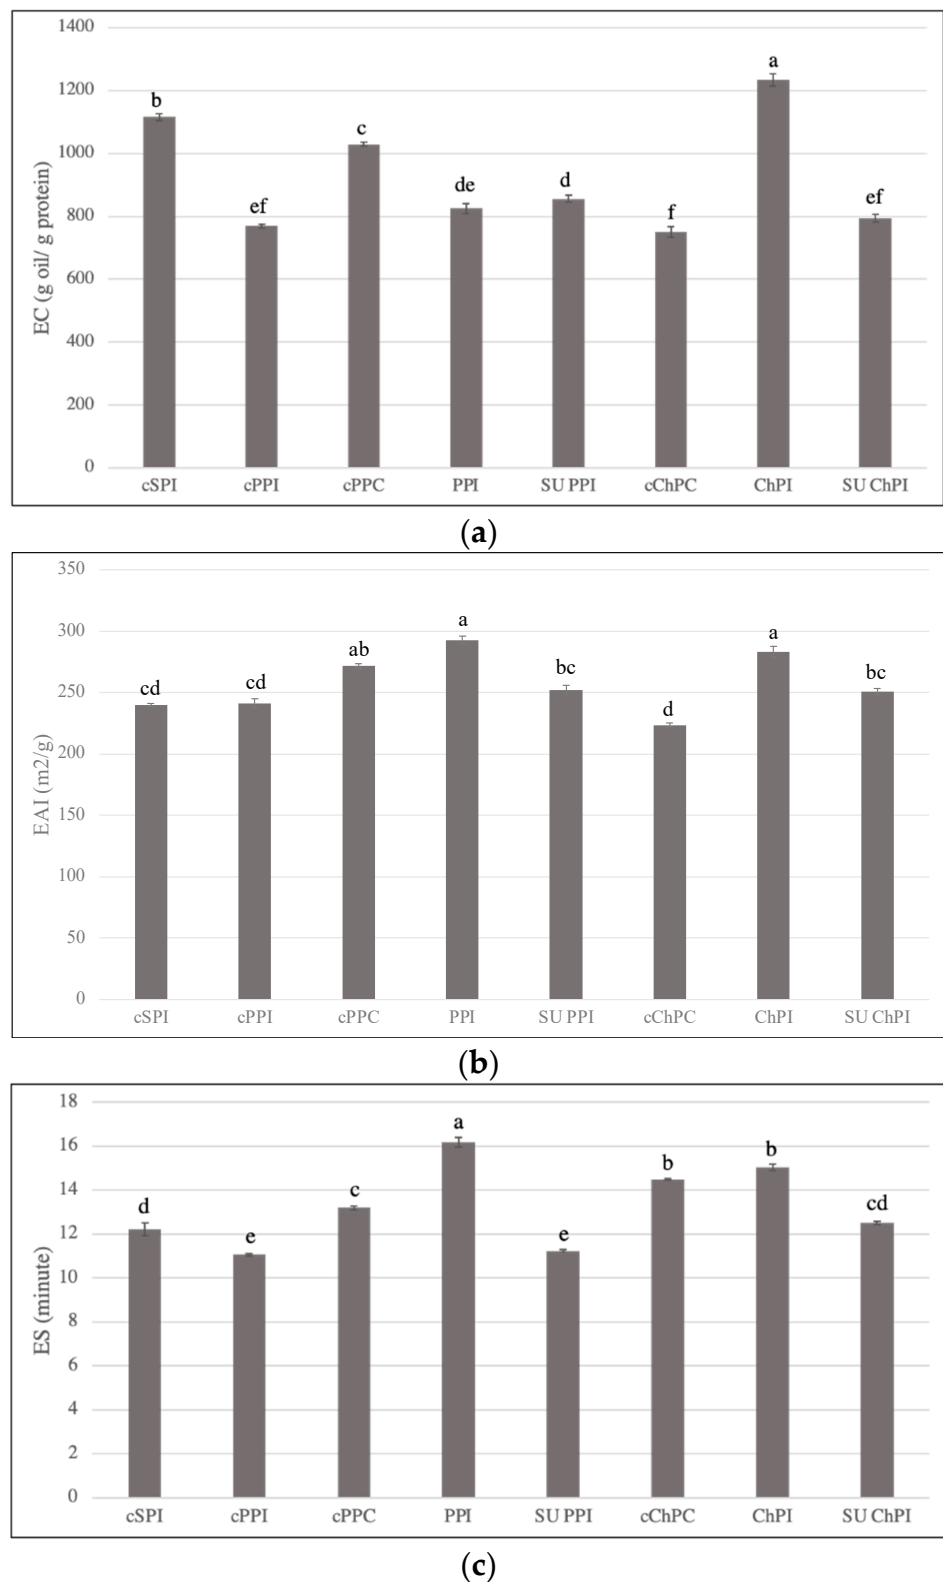 1400
1200
1000
800
600
400
200
0
EC (g oil/ g protein)
b
ef
c
de
d
f
a
ef
cSPI cPPI cPPC PPI SU PPI cChPC ChPI SU ChPI
(a)
350
300
250
200
150
100
50
0
EAI (m2/g)
cd
cd
ab
a
bc
d
a
bc
cSPI cPPI cPPC PPI SU PPI cChPC ChPI SU ChPI
(b)
18
16
14
12
10
8
6
4
2
0
ES (minute)
d
e
c
a
e
b
b
cd
cSPI cPPI cPPC PPI SU PPI cChPC ChPI SU ChPI
(c)